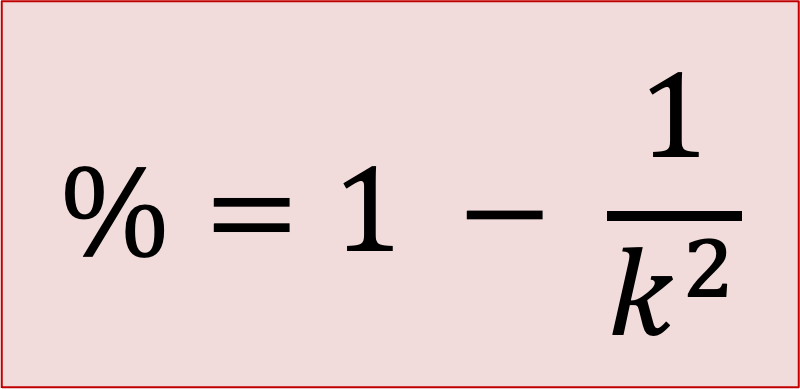 % = 1 − 1/k²